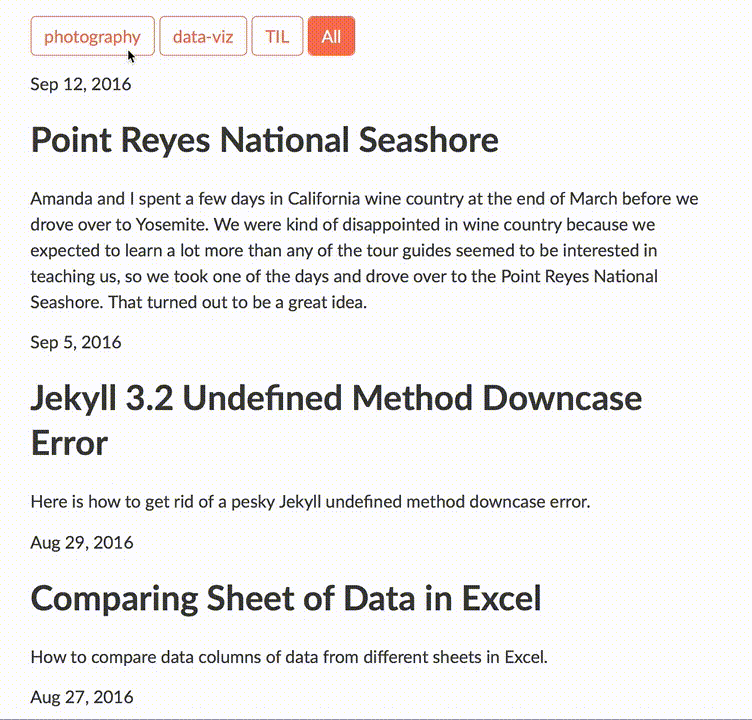 photography data-viz TIL All
Sep 12, 2016
Point Reyes National Seashore
Amanda and I spent a few days in California wine country at the end of March before we
drove over to Yosemite. We were kind of disappointed in wine country because we
expected to learn a lot more than any of the tour guides seemed to be interested in
teaching us, so we took one of the days and drove over to the Point Reyes National
Seashore. That turned out to be a great idea.
Sep 5, 2016
Jekyll 3.2 Undefined Method Downcase
Error
Here is how to get rid of a pesky Jekyll undefined method downcase error.
Aug 29, 2016
Comparing Sheet of Data in Excel
How to compare data columns of data from different sheets in Excel.
Aug 27, 2016